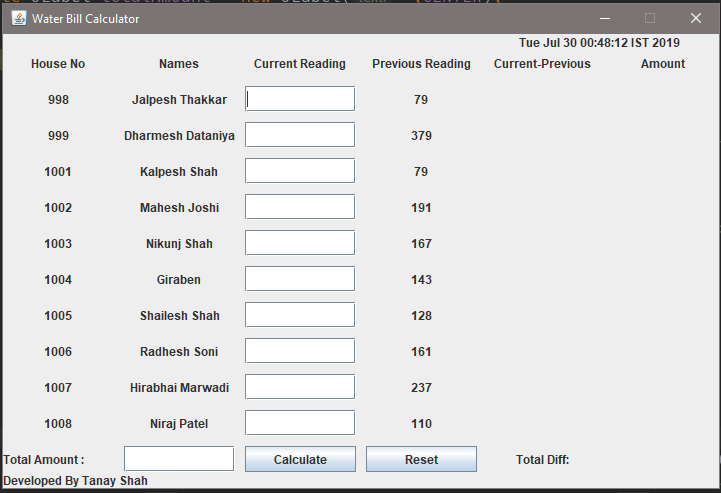 Water Bill Calculator
Tue Jul 30 00:48:12 IST 2019
House No Names Current Reading Previous Reading Current-Previous Amount
998 Jalpesh Thakkar 79
999 Dharmesh Dataniya 379
1001 Kalpesh Shah 79
1002 Mahesh Joshi 191
1003 Nikunj Shah 167
1004 Giraben 143
1005 Shailesh Shah 128
1006 Radhesh Soni 161
1007 Hirabhai Marwadi 237
1008 Niraj Patel 110
Total Amount : Calculate Reset Total Diff:
Developed By Tanay Shah